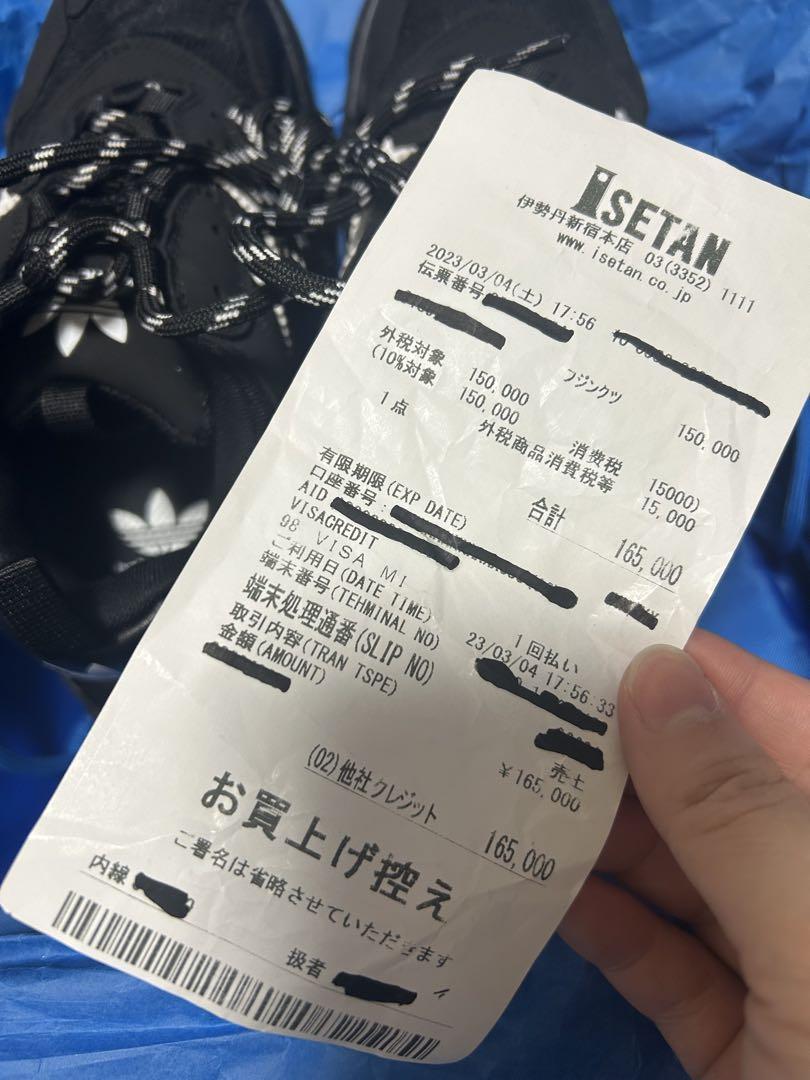 ISETAN
伊勢丹新宿本店 03(3352) 1111
www.isetan.co.jp
2023/03/04(土) 17:56
伝票番号
フジンクツ 150,000
外税対象 150,000 消費税 15000)
(10%対象 150,000 外税商品消費税等 15,000
1点 合計 165,000
有限期限(EXP DATE)
口座番号:
AID
VISACREDIT
98 VISA MI
1回払い
ご利用日(DATE TIME) 23/03/04 17:56:33
端末番号(TEHMINAL NO)
端末処理通番(SLIP NO)
取引内容(TRAN TSPE) 売上
金額(AMOUNT) ¥165,000
(02)他社クレジット 165,000
お買上げ控え
ご署名は省略させていただきます
内線
扱者